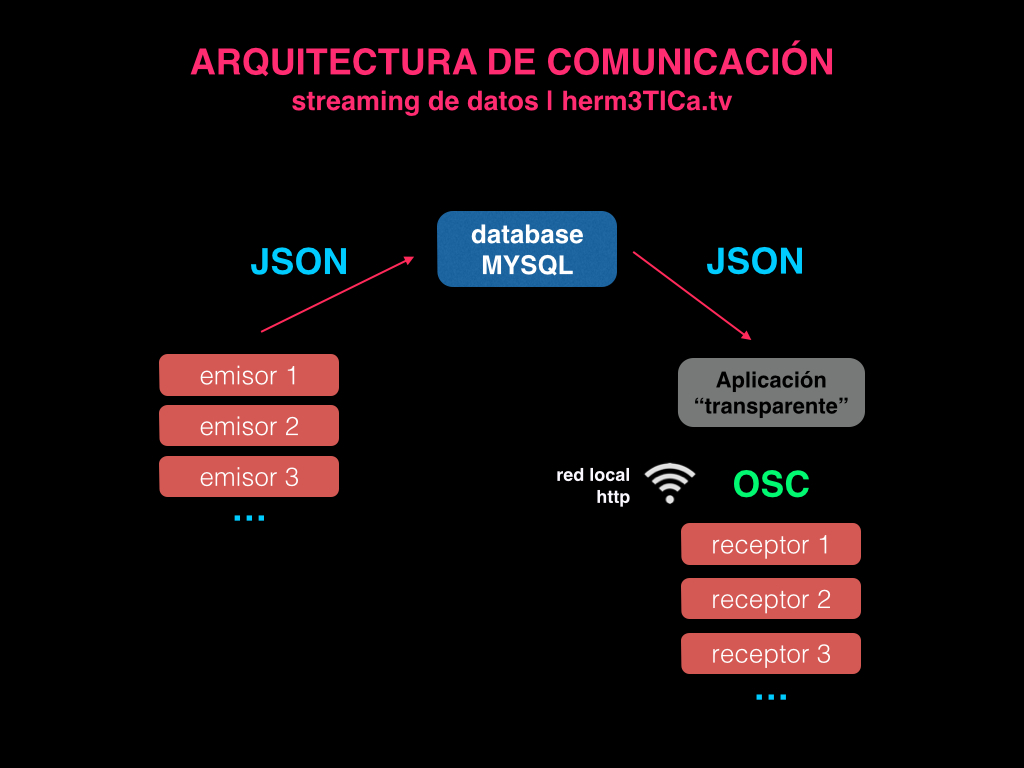 ARQUITECTURA DE COMUNICACIÓN
streaming de datos | herm3TICa.tv
database
MYSQL
JSON
JSON
emisor 1
emisor 2
emisor 3
...
Aplicación
“transparente”
red local
http
OSC
receptor 1
receptor 2
receptor 3
...